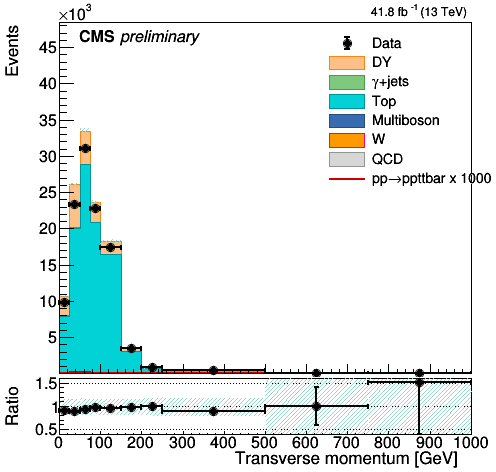 ×10³
41.8 fb⁻¹ (13 TeV)
CMS preliminary
Events
45
40
35
30
25
20
15
10
5
Data
DY
γ+jets
Top
Multiboson
W
QCD
pp→ppttbar x 1000
Ratio
1.5
1
0.5
0 100 200 300 400 500 600 700 800 900 1000
Transverse momentum [GeV]